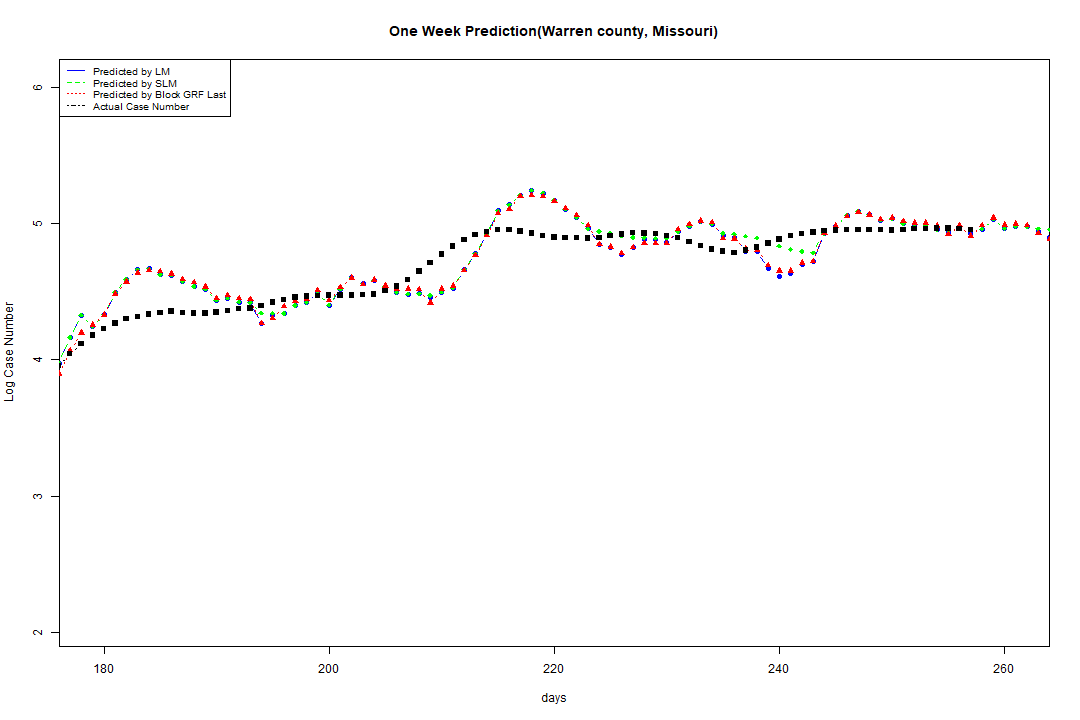 One Week Prediction(Warren county, Missouri)
Predicted by LM
Predicted by SLM
Predicted by Block GRF Last
Actual Case Number
6
5
4
3
2
Log Case Number
180 200 220 240 260
days